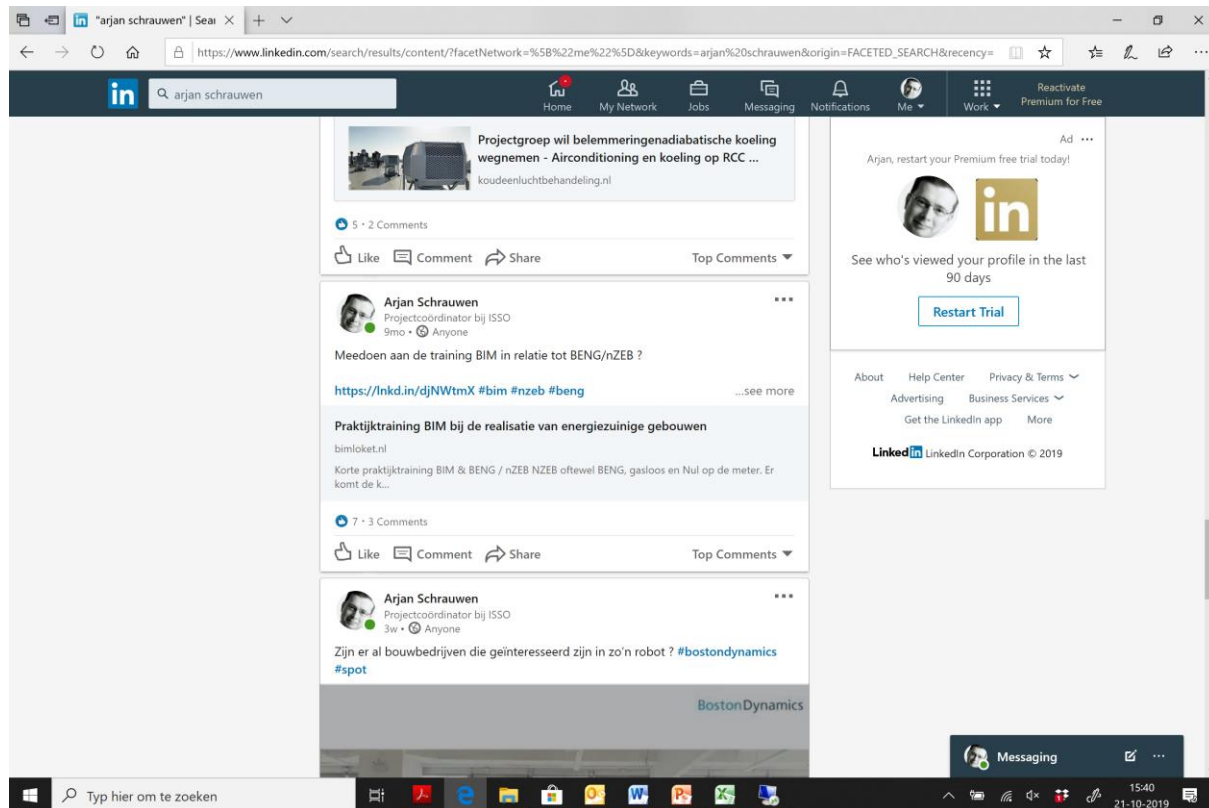 "arjan schrauwen" | Sear
https://www.linkedin.com/search/results/content/?facetNetwork=%5B%22me%22%5D&keywords=arjan%20schrauwen&origin=FACETED_SEARCH&recency=
in
arjan schrauwen
Home
My Network
Jobs
Messaging
Notifications
Me
Work
Reactivate
Premium for Free
Projectgroep wil belemmeringenadiabatische koeling
wegnemen - Airconditioning en koeling op RCC ...
koudeenluchtbehandeling.nl
5 · 2 Comments
Like Comment Share Top Comments
Arjan Schrauwen
Projectcoördinator bij ISSO
9mo • Anyone
Meedoen aan de training BIM in relatie tot BENG/nZEB ?
https://lnkd.in/djNWtmX #bim #nzeb #beng ...see more
Praktijktraining BIM bij de realisatie van energiezuinige gebouwen
bimloket.nl
Korte praktijktraining BIM & BENG / nZEB NZEB oftewel BENG, gasloos en Nul op de meter. Er
komt de k...
7 · 3 Comments
Like Comment Share Top Comments
Arjan Schrauwen
Projectcoördinator bij ISSO
3w • Anyone
Zijn er al bouwbedrijven die geïnteresseerd zijn in zo'n robot ? #bostondynamics
#spot
BostonDynamics
Ad
Arjan, restart your Premium free trial today!
in
See who's viewed your profile in the last
90 days
Restart Trial
About Help Center Privacy & Terms
Advertising Business Services
Get the LinkedIn app More
Linked in LinkedIn Corporation © 2019
Messaging
Typ hier om te zoeken
15:40
21-10-2019